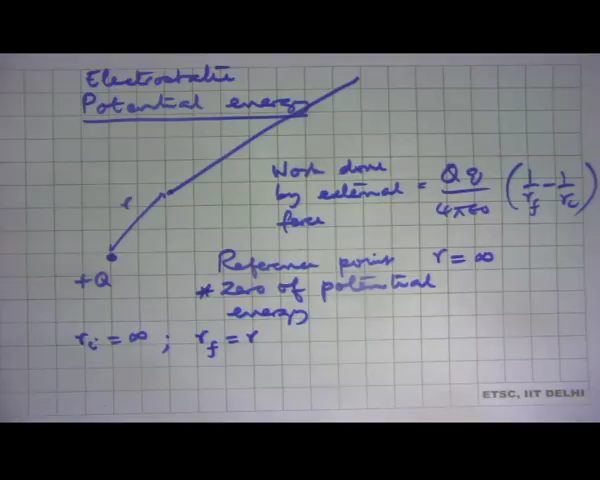 Electrostatic
Potential energy
Work done
by external = Qq/4πε0 (1/rf − 1/ri)
force
r
+Q
Reference point r = ∞
* Zero of potential
energy
ri = ∞ ; rf = r
ETSC, IIT DELHI